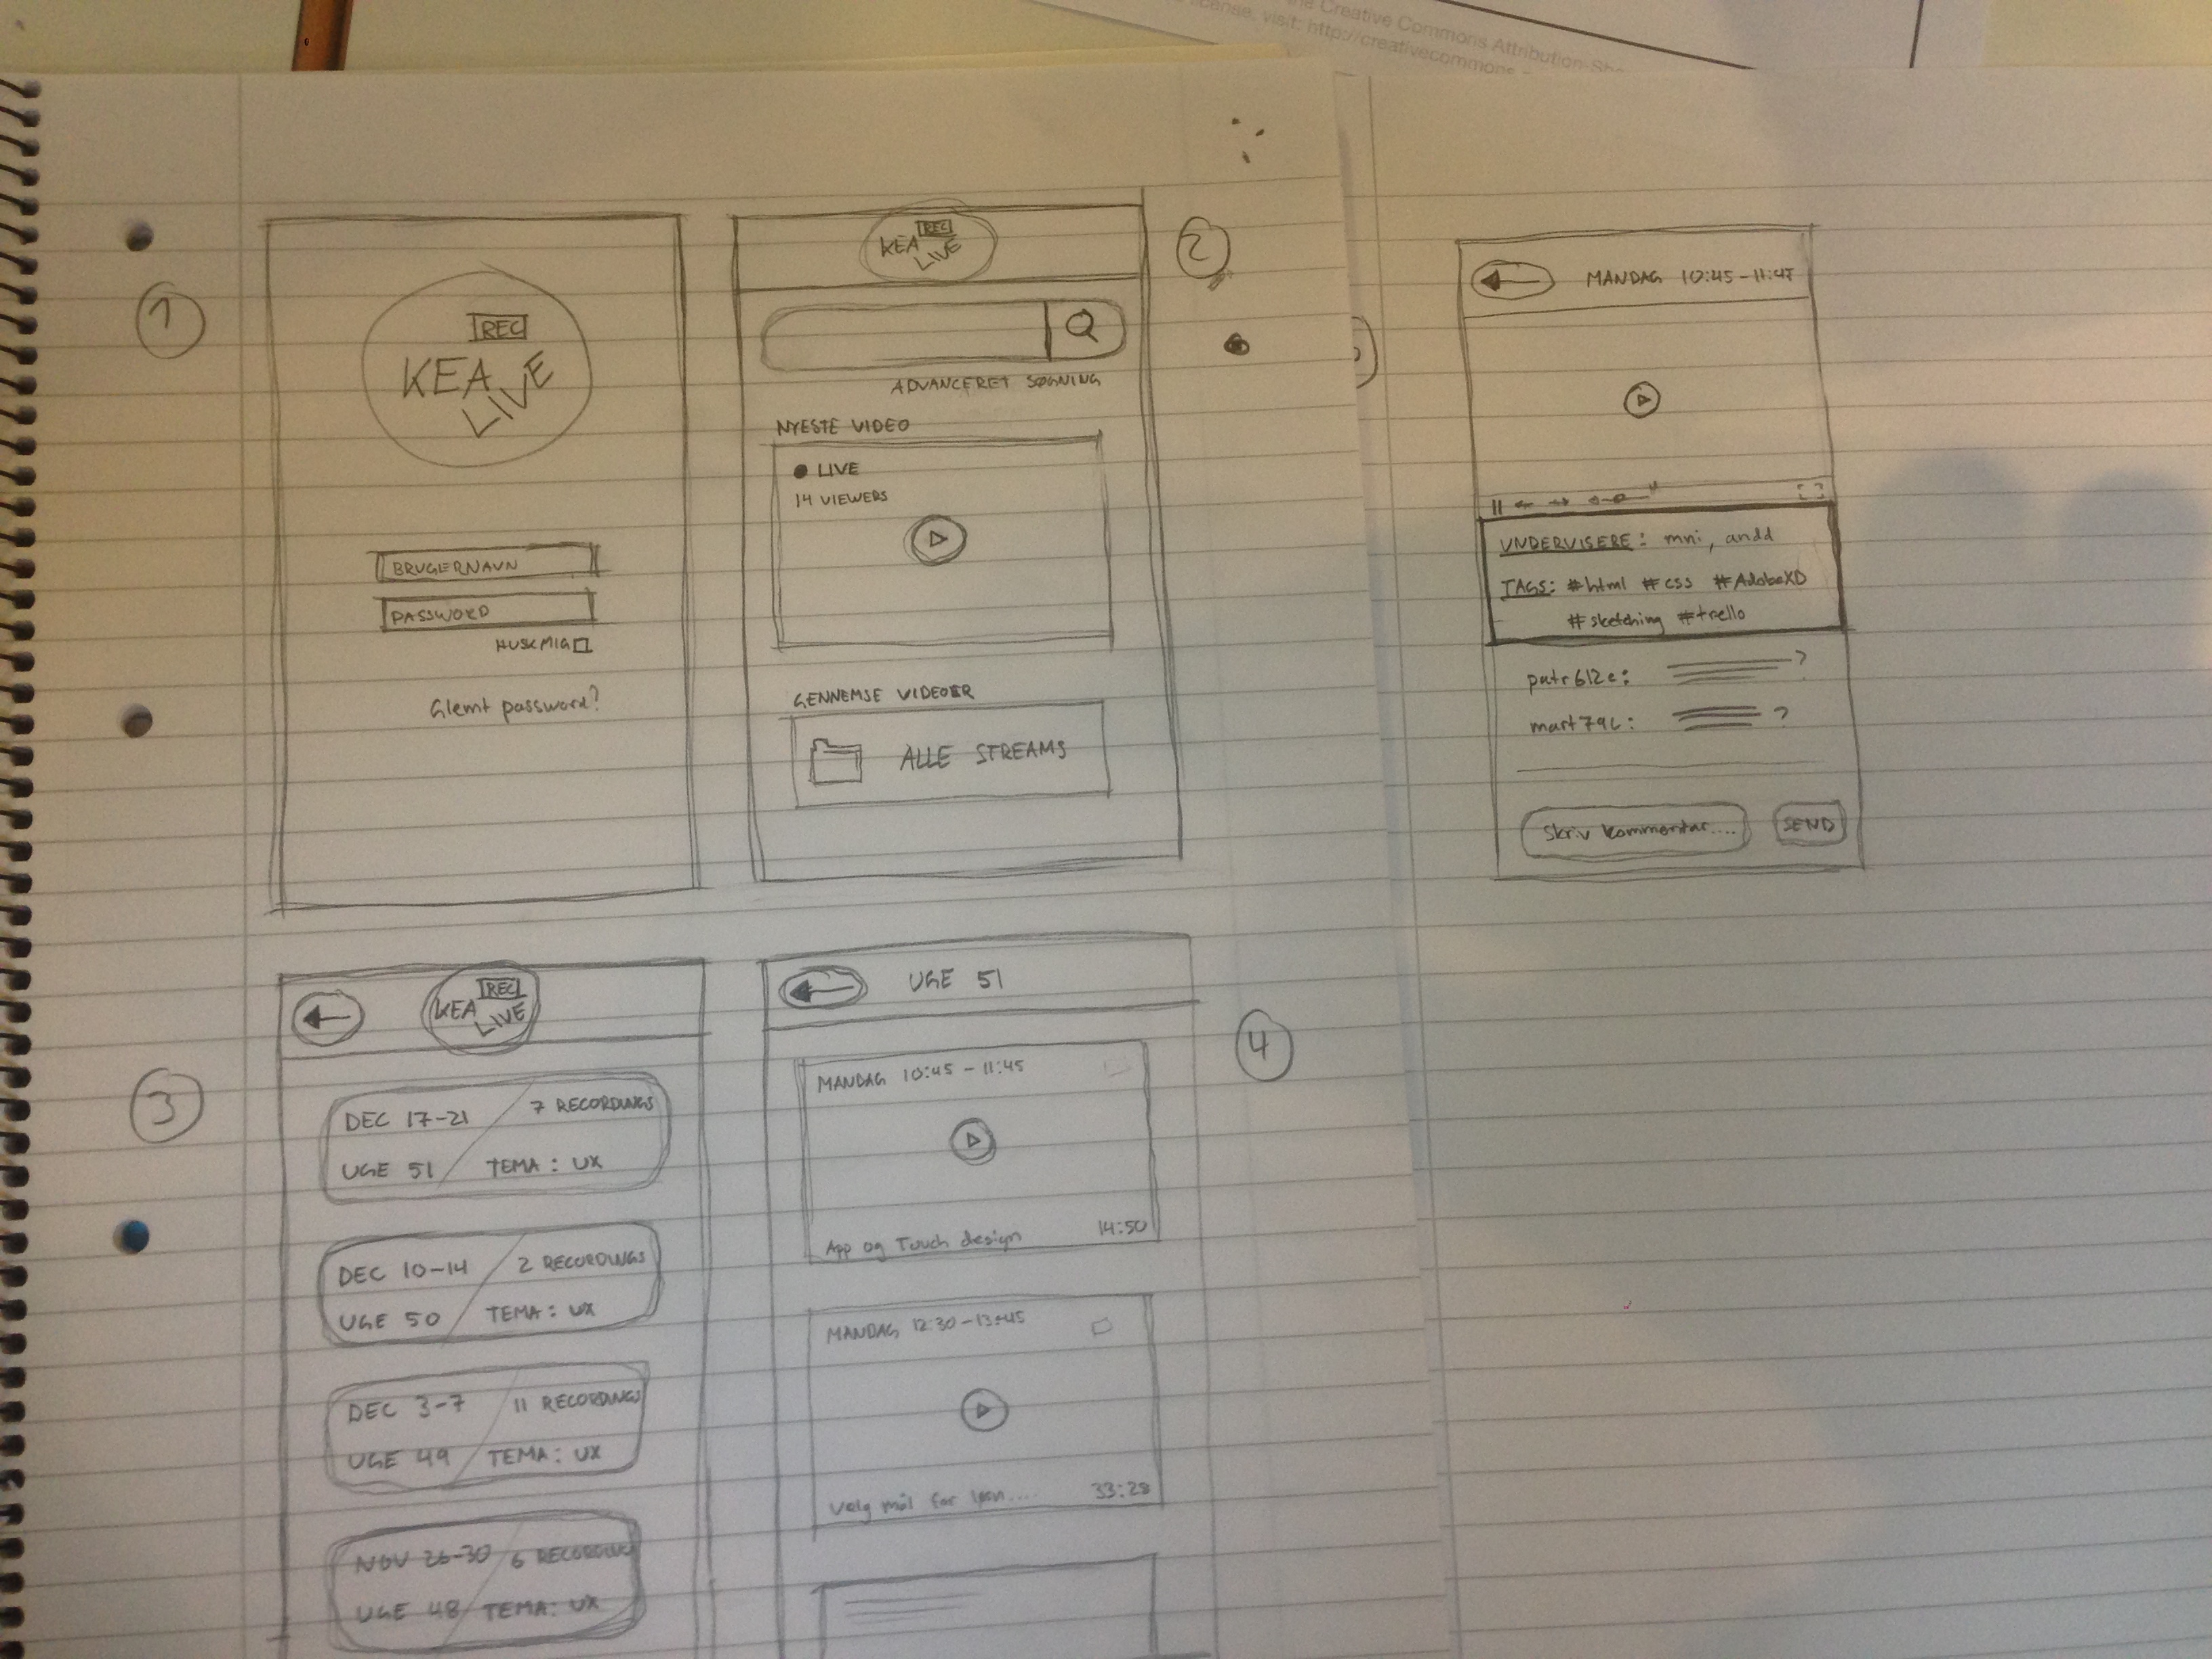 the Creative Commons Attribution-Sh
license, visit: http://creativecommons.
1
REC
KEA
LIVE
BRUGERNAVN
PASSWORD
HUSK MIG
Glemt password?
2
REC
KEA
LIVE
ADVANCERET SØGNING
NYESTE VIDEO
LIVE
14 VIEWERS
GENNEMSE VIDEOER
ALLE STREAMS
3
REC
KEA
LIVE
DEC 17-21 / 7 RECORDINGS
UGE 51 / TEMA: UX
DEC 10-14 / 2 RECORDINGS
UGE 50 / TEMA: UX
DEC 3-7 / 11 RECORDINGS
UGE 49 / TEMA: UX
NOV 26-30 / 6 RECORDINGS
UGE 48 / TEMA: UX
4
UGE 51
MANDAG 10:45 - 11:45
App og Touch design 14:50
MANDAG 12:30-13:45
Velg mål for 33:28
MANDAG 10:45-11:45
UNDERVISERE: mni, andd
TAGS: #html #css #AdobeXD
#sketching #trello
patr612e: ?
mart79c: ?
Skriv kommentar.... SEND